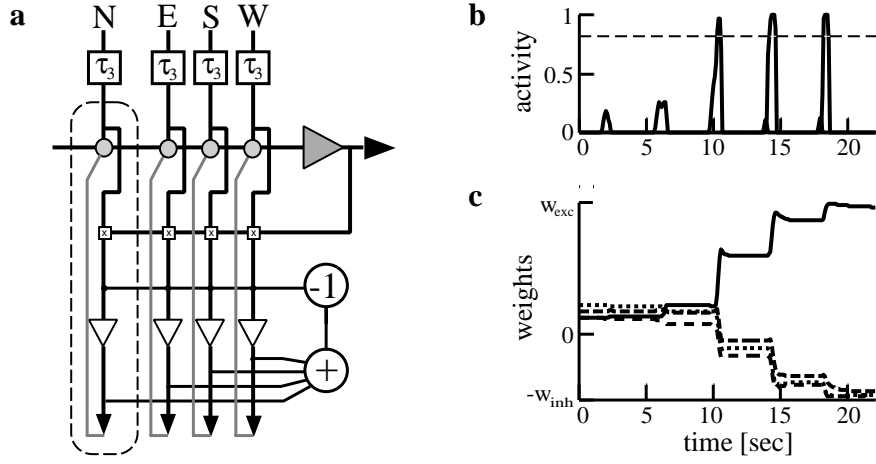 a
N E S W
τ3 τ3 τ3 τ3
x x x x
-1
+
b
activity
1
0.5
0
0 5 10 15 20
c
weights
wexc
0
-winh
0 5 10 15 20
time [sec]